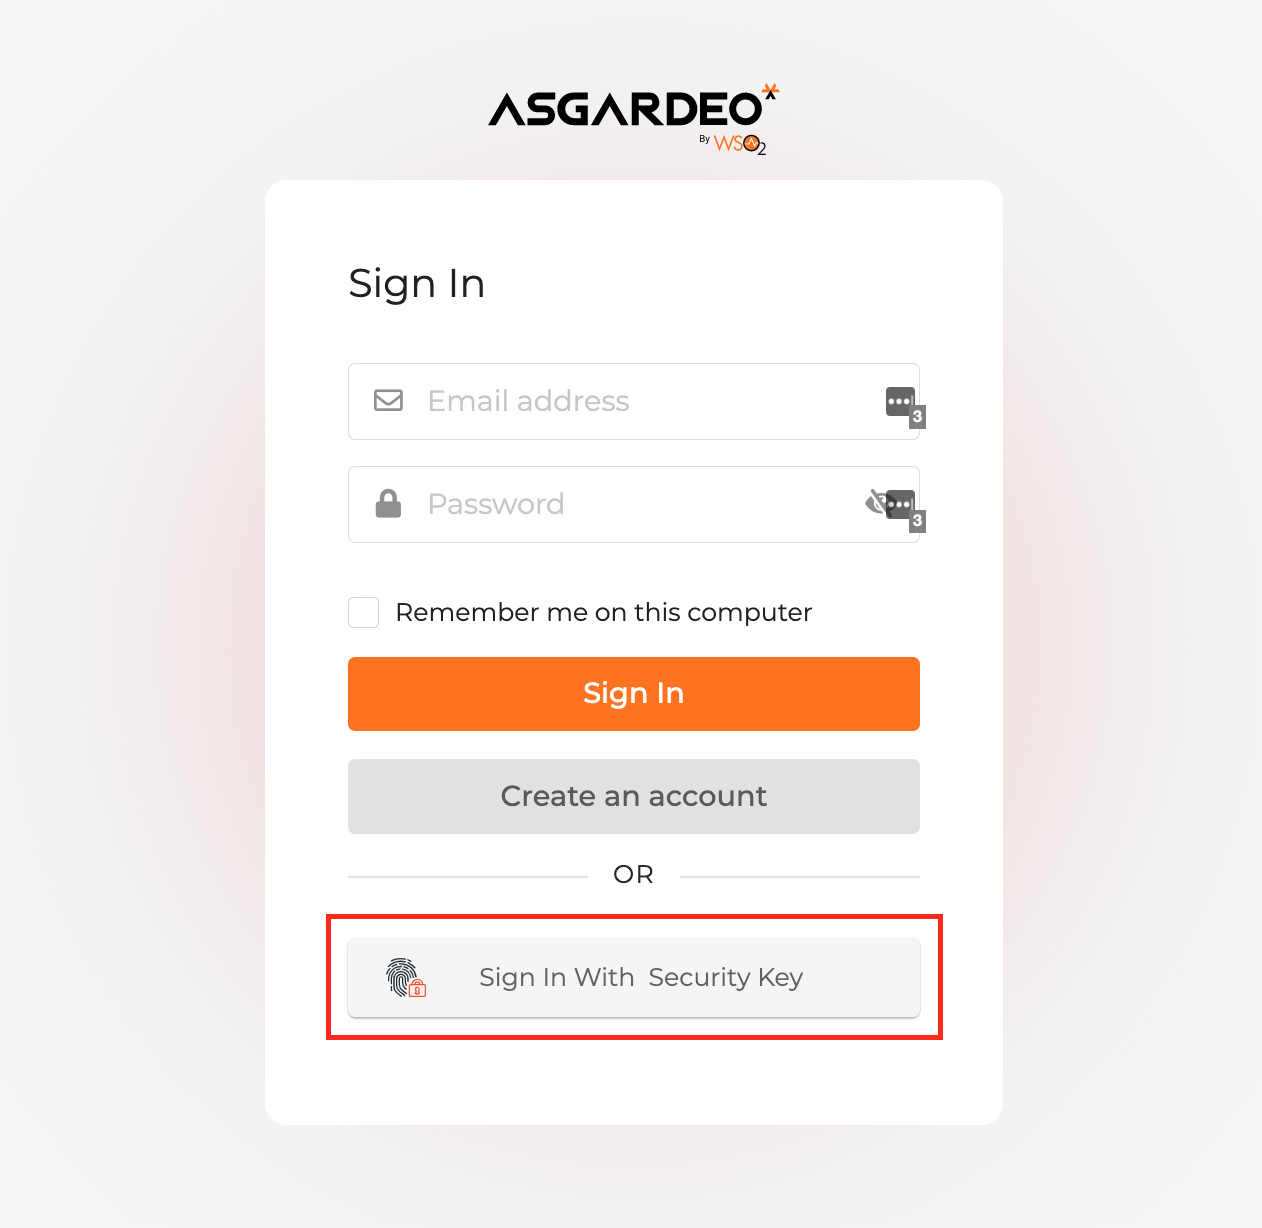 ASGARDEO
By WSO2
Sign In
Email address
3
Password
3
Remember me on this computer
Sign In
Create an account
OR
Sign In With Security Key